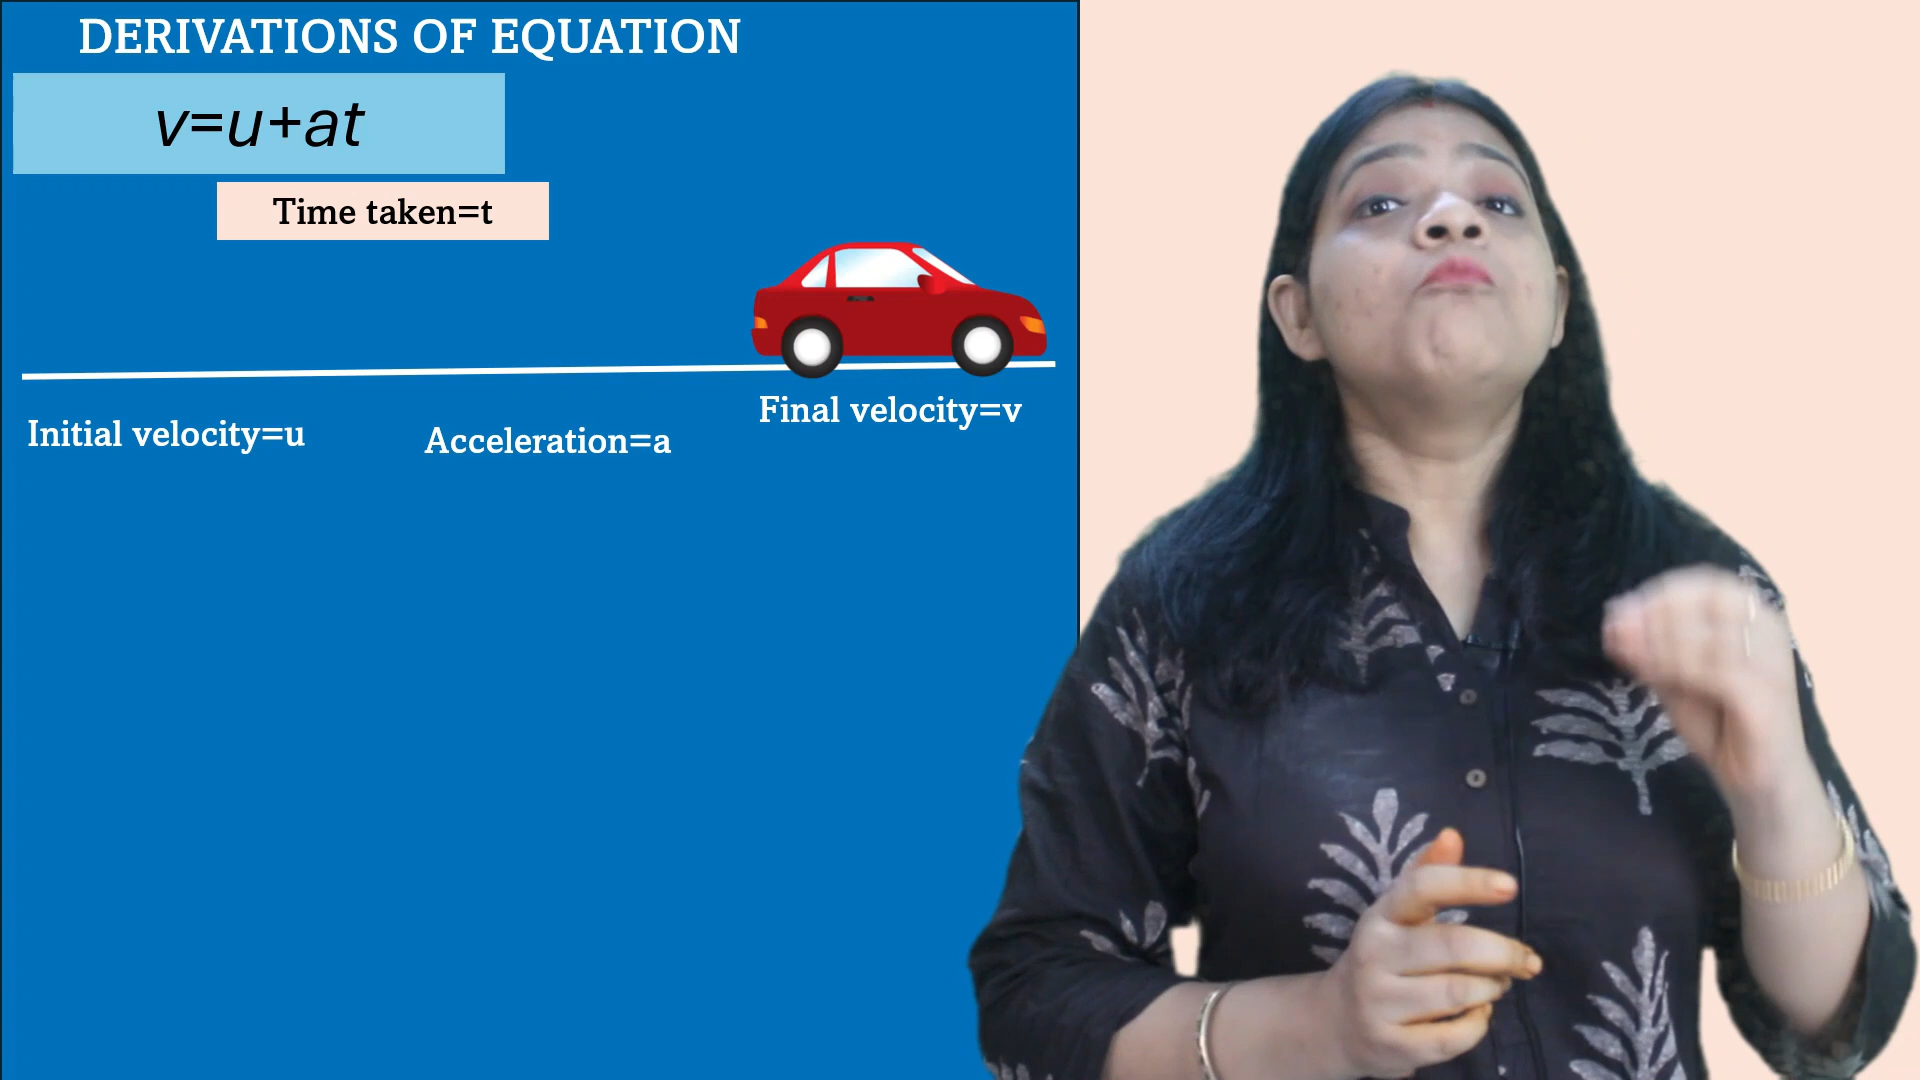 DERIVATIONS OF EQUATION
v=u+at
Time taken=t
Final velocity=v
Initial velocity=u
Acceleration=a